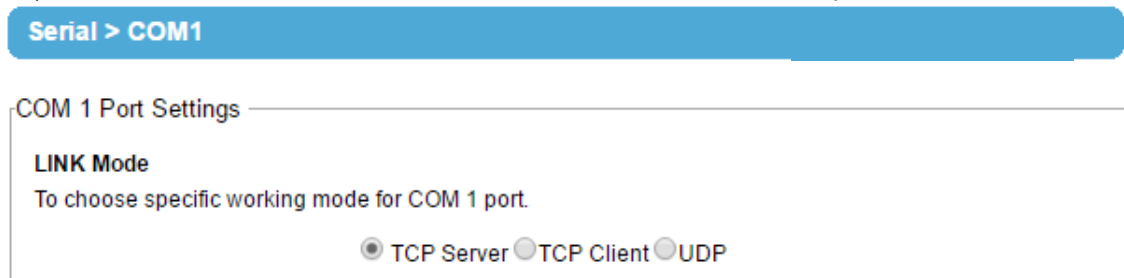 Serial > COM1
COM 1 Port Settings
LINK Mode
To choose specific working mode for COM 1 port.
TCP Server TCP Client UDP